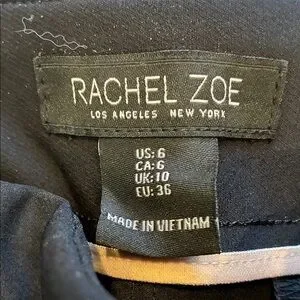 RACHEL ZOE
LOS ANGELES NEW YORK
US: 6
CA: 6
UK: 10
EU: 36
MADE IN VIETNAM